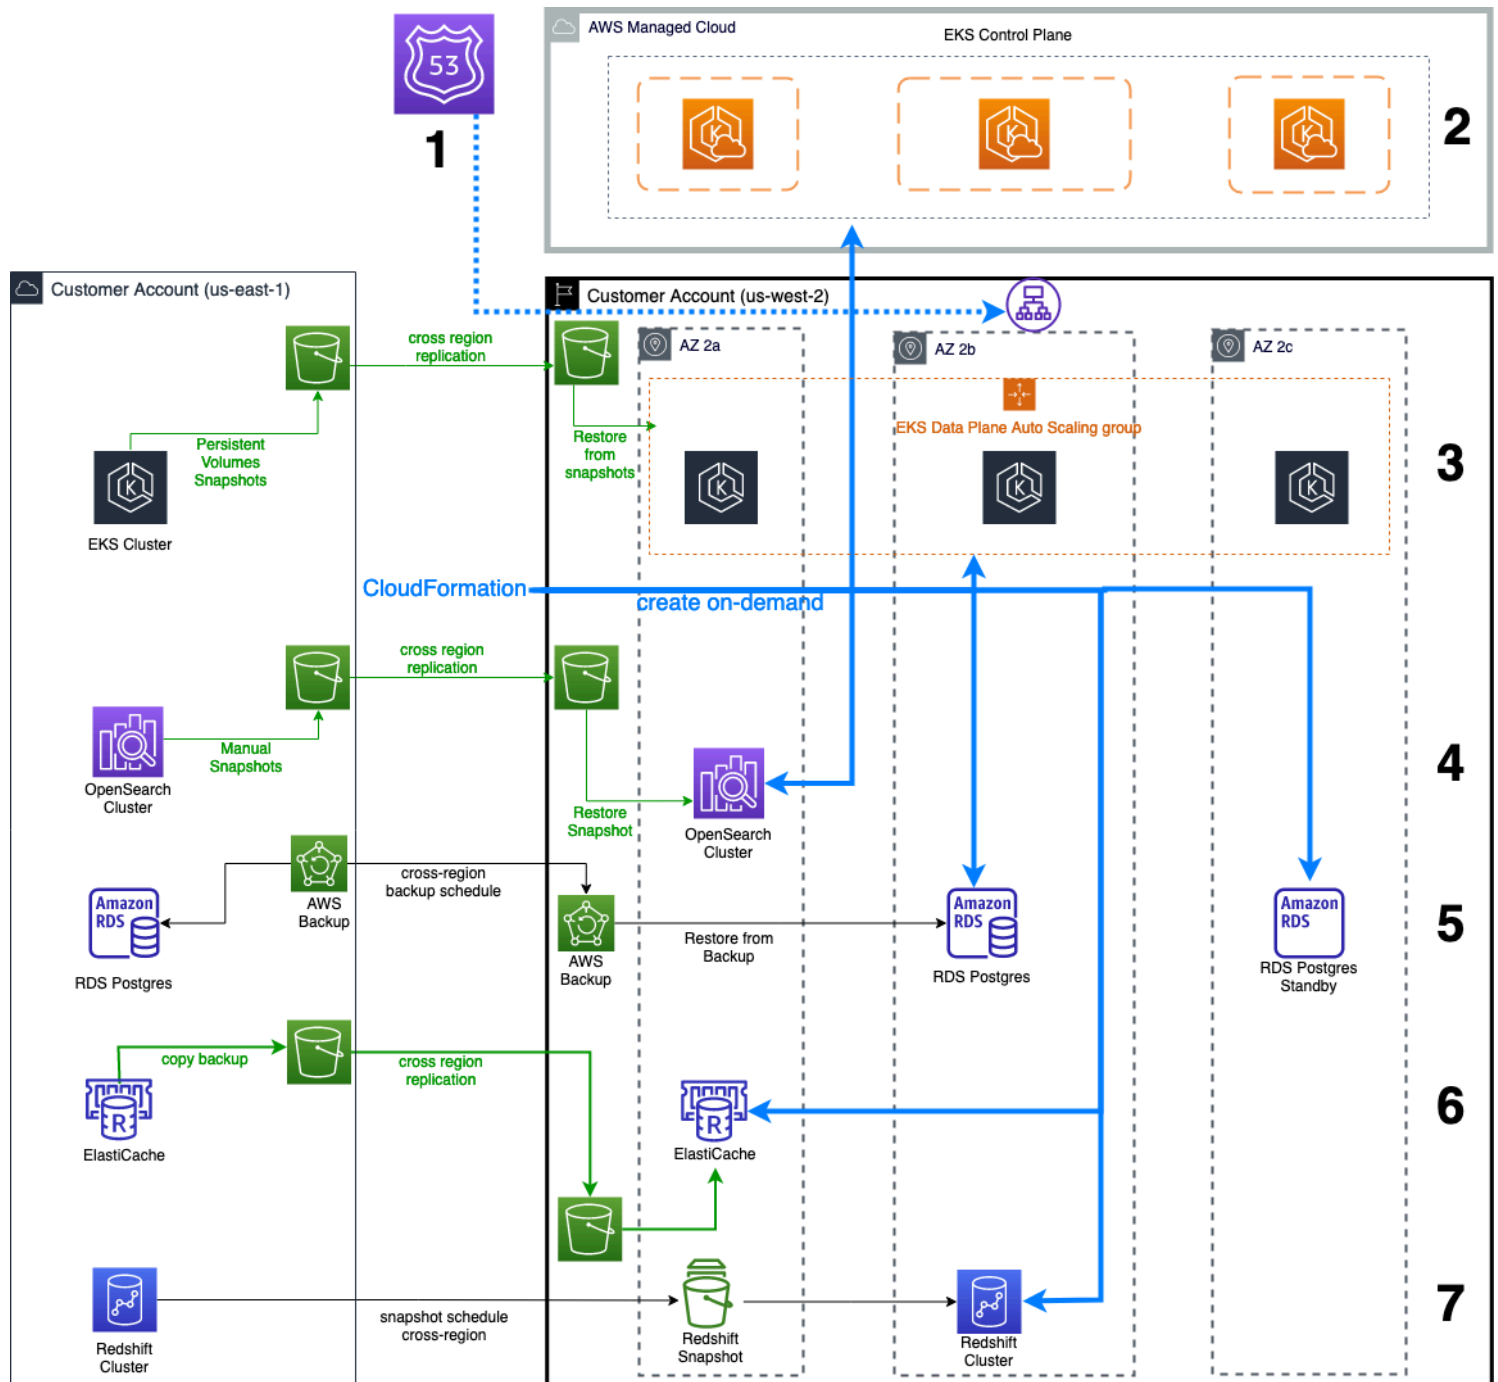 53
1
AWS Managed Cloud
EKS Control Plane
K
K
K
2
Customer Account (us-east-1)
Customer Account (us-west-2)
cross region
replication
AZ 2a
AZ 2b
AZ 2c
EKS Data Plane Auto Scaling group
Persistent
Volumes
Snapshots
Restore
from
snapshots
K
EKS Cluster
K
K
K
3
CloudFormation
create on-demand
cross region
replication
Manual
Snapshots
OpenSearch
Cluster
Restore
Snapshot
OpenSearch
Cluster
4
cross-region
backup schedule
AWS
Backup
Amazon
RDS
RDS Postgres
AWS
Backup
Restore from
Backup
Amazon
RDS
RDS Postgres
Amazon
RDS
RDS Postgres
Standby
5
copy backup
cross region
replication
R
ElastiCache
R
ElastiCache
6
Redshift
Cluster
snapshot schedule
cross-region
Redshift
Snapshot
Redshift
Cluster
7